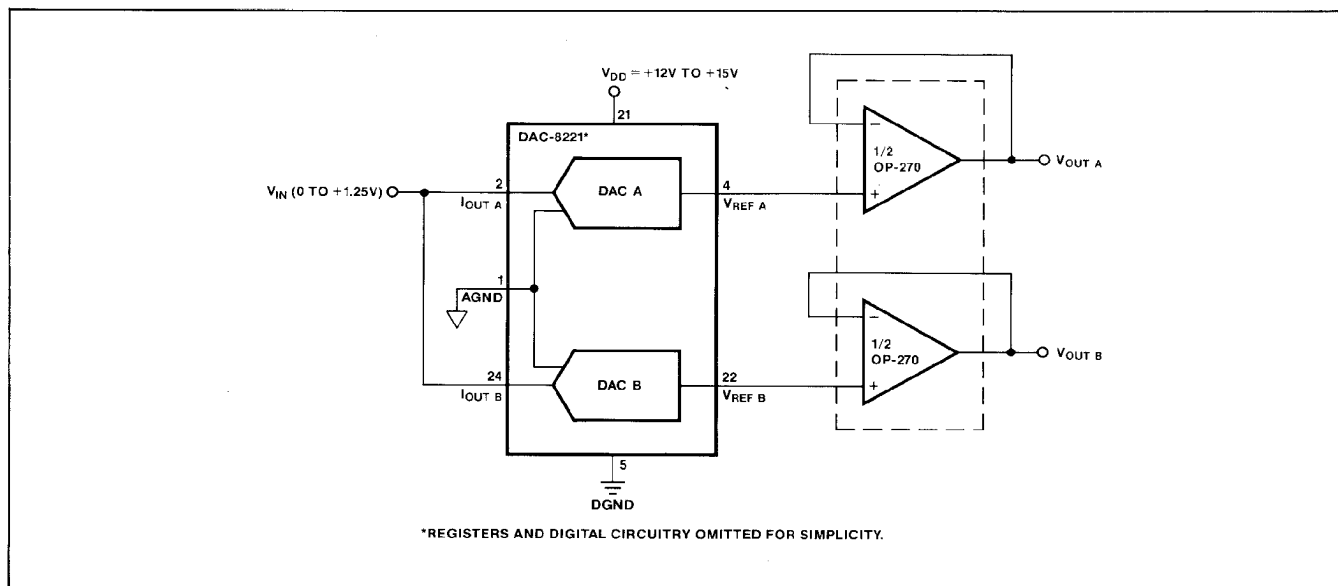 V_DD = +12V TO +15V
21
DAC-8221*
V_IN (0 TO +1.25V)
2
I_OUT A
DAC A
4
V_REF A
−
1/2
OP-270
+
V_OUT A
1
AGND
24
I_OUT B
DAC B
22
V_REF B
−
1/2
OP-270
+
V_OUT B
5
DGND
*REGISTERS AND DIGITAL CIRCUITRY OMITTED FOR SIMPLICITY.